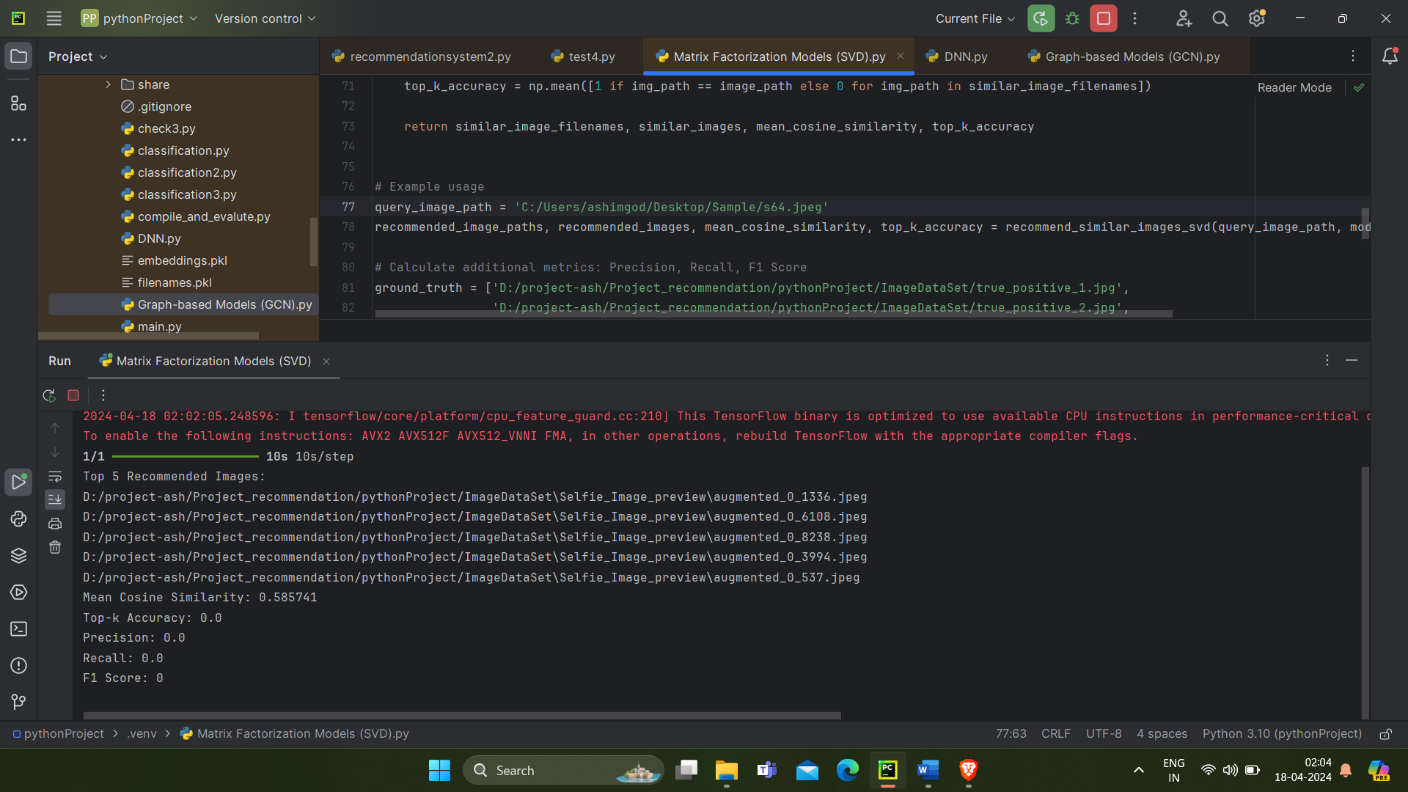 PC
PP pythonProject
Version control
Current File
Project
recommendationsystem2.py
test4.py
Matrix Factorization Models (SVD).py
DNN.py
Graph-based Models (GCN).py
share
.gitignore
check3.py
classification.py
classification2.py
classification3.py
compile_and_evalute.py
DNN.py
embeddings.pkl
filenames.pkl
Graph-based Models (GCN).py
main.py
Reader Mode
71 top_k_accuracy = np.mean([1 if img_path == image_path else 0 for img_path in similar_image_filenames])
72
73 return similar_image_filenames, similar_images, mean_cosine_similarity, top_k_accuracy
74
75
76 # Example usage
77 query_image_path = 'C:/Users/ashimgod/Desktop/Sample/s64.jpeg'
78 recommended_image_paths, recommended_images, mean_cosine_similarity, top_k_accuracy = recommend_similar_images_svd(query_image_path, mod
79
80 # Calculate additional metrics: Precision, Recall, F1 Score
81 ground_truth = ['D:/project-ash/Project_recommendation/pythonProject/ImageDataSet/true_positive_1.jpg',
82 'D:/project-ash/Project_recommendation/pythonProject/ImageDataSet/true_positive_2.jpg',
Run
Matrix Factorization Models (SVD)
2024-04-18 02:02:05.248596: I tensorflow/core/platform/cpu_feature_guard.cc:210] This TensorFlow binary is optimized to use available CPU instructions in performance-critical o
To enable the following instructions: AVX2 AVX512F AVX512_VNNI FMA, in other operations, rebuild TensorFlow with the appropriate compiler flags.
1/1 ━━━━━━━━━━━━━━━━━━━━ 10s 10s/step
Top 5 Recommended Images:
D:/project-ash/Project_recommendation/pythonProject/ImageDataSet\Selfie_Image_preview\augmented_0_1336.jpeg
D:/project-ash/Project_recommendation/pythonProject/ImageDataSet\Selfie_Image_preview\augmented_0_6108.jpeg
D:/project-ash/Project_recommendation/pythonProject/ImageDataSet\Selfie_Image_preview\augmented_0_8238.jpeg
D:/project-ash/Project_recommendation/pythonProject/ImageDataSet\Selfie_Image_preview\augmented_0_3994.jpeg
D:/project-ash/Project_recommendation/pythonProject/ImageDataSet\Selfie_Image_preview\augmented_0_537.jpeg
Mean Cosine Similarity: 0.585741
Top-k Accuracy: 0.0
Precision: 0.0
Recall: 0.0
F1 Score: 0
pythonProject > .venv > Matrix Factorization Models (SVD).py
77:63 CRLF UTF-8 4 spaces Python 3.10 (pythonProject)
Search
ENG
IN
02:04
18-04-2024
PRE